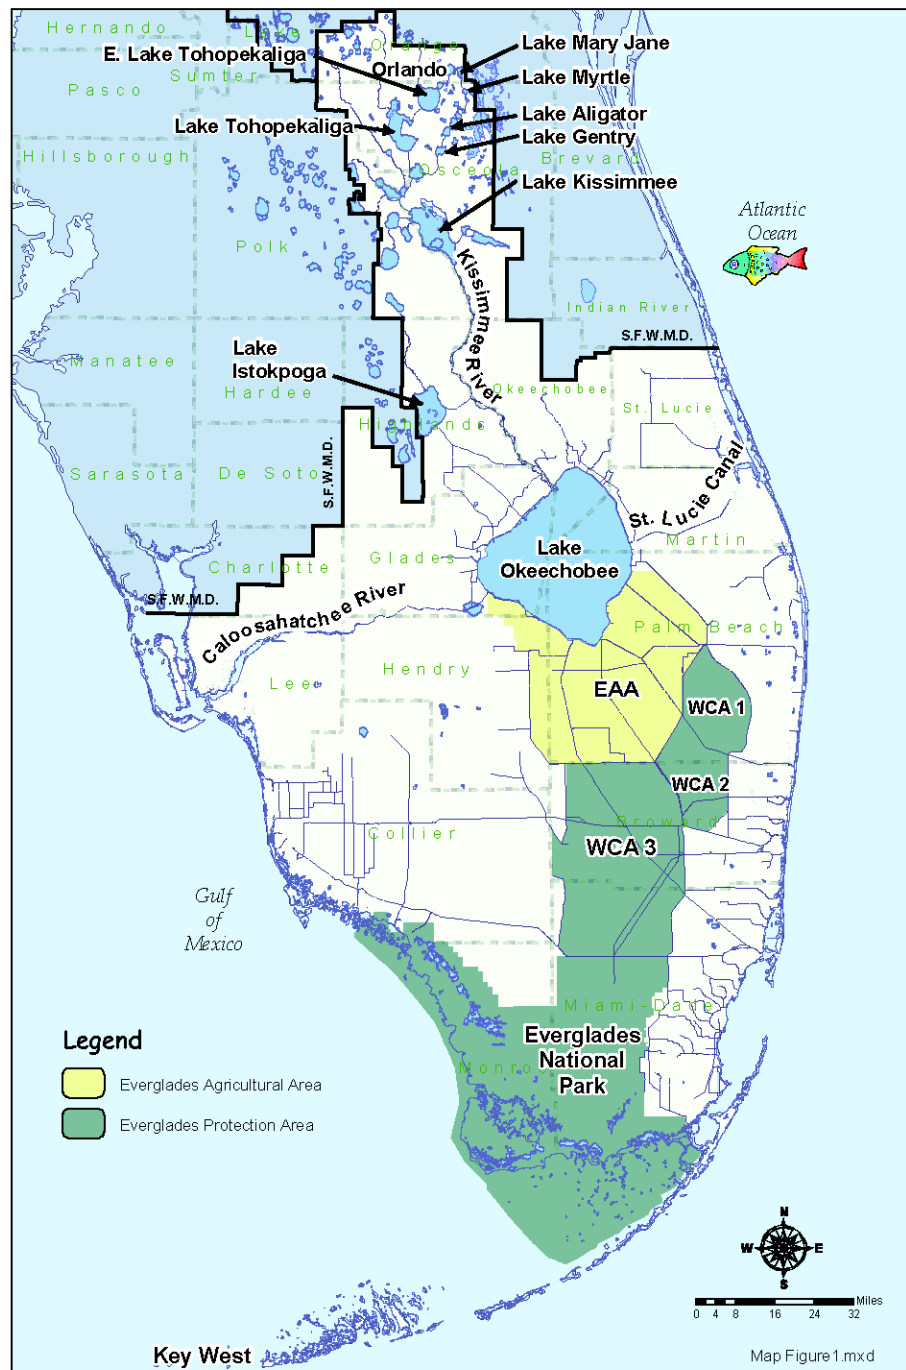 Hernando
Lake
Orange
E. Lake Tohopekaliga
Lake Mary Jane
Sumter
Orlando
Lake Myrtle
Pasco
Lake Tohopekaliga
Lake Aligator
Lake Gentry
Hillsborough
Osceola
Brevard
Lake Kissimmee
Atlantic
Ocean
Polk
Kissimmee River
Indian River
S.F.W.M.D.
Manatee
Lake
Istokpoga
Hardee
Okeechobee
St. Lucie
Highlands
Sarasota
De Soto
S.F.W.M.D.
St. Lucie Canal
Martin
Lake
Okeechobee
Glades
Charlotte
S.F.W.M.D.
Caloosahatchee River
Palm Beach
Hendry
Lee
EAA
WCA 1
WCA 2
Broward
Collier
WCA 3
Gulf
of
Mexico
Miami-Dade
Everglades
National
Park
Monroe
Legend
Everglades Agricultural Area
Everglades Protection Area
N
W
E
S
Miles
0 4 8 16 24 32
Key West
Map Figure1.mxd